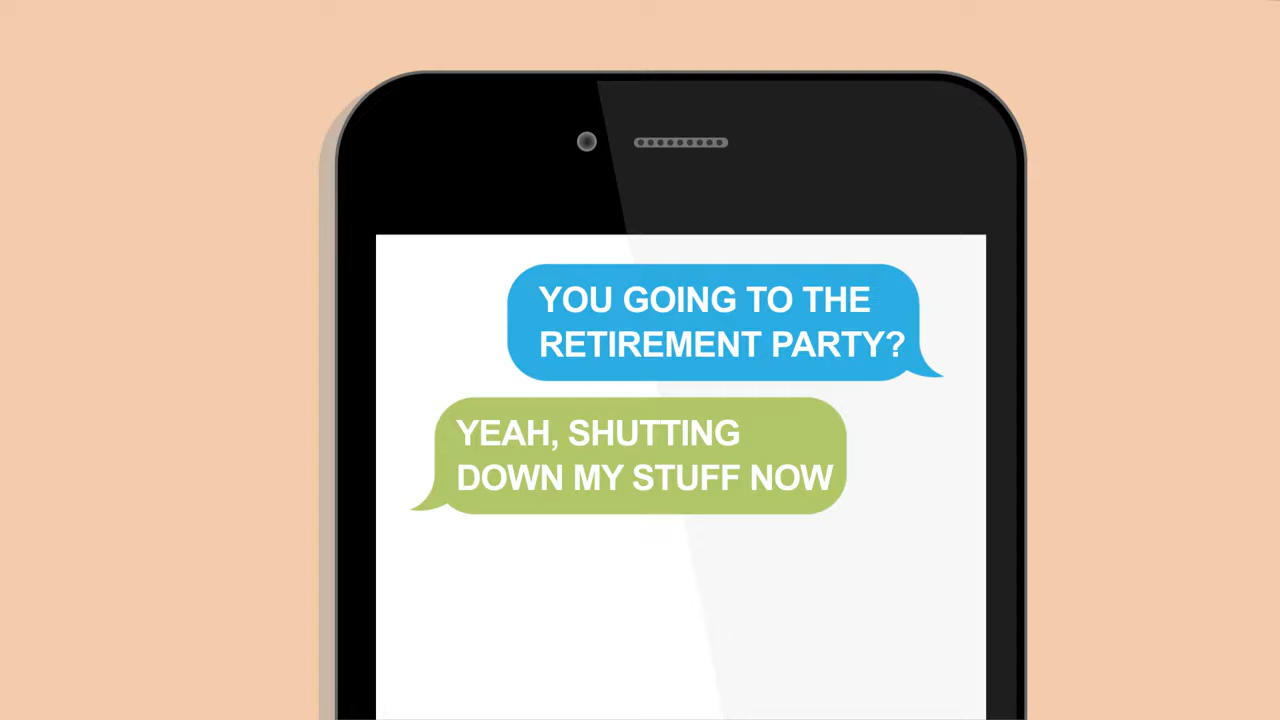 YOU GOING TO THE
RETIREMENT PARTY?
YEAH, SHUTTING
DOWN MY STUFF NOW